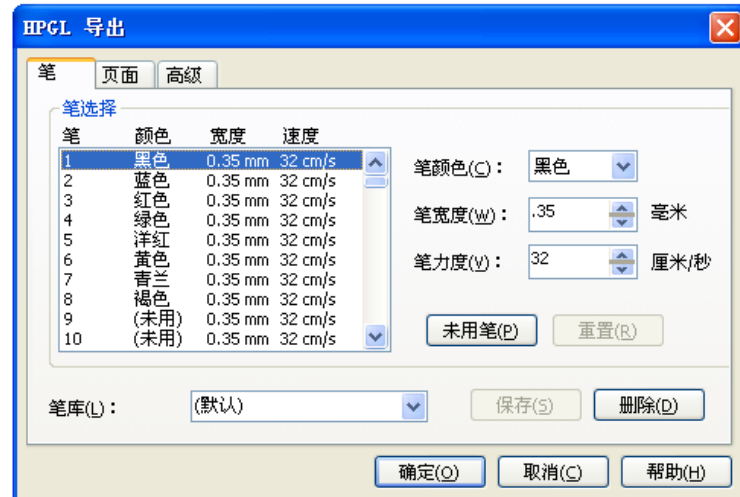 HPGL 导出
笔 页面 高级
笔选择
笔 颜色 宽度 速度
1 黑色 0.35 mm 32 cm/s
2 蓝色 0.35 mm 32 cm/s
3 红色 0.35 mm 32 cm/s
4 绿色 0.35 mm 32 cm/s
5 洋红 0.35 mm 32 cm/s
6 黄色 0.35 mm 32 cm/s
7 青兰 0.35 mm 32 cm/s
8 褐色 0.35 mm 32 cm/s
9 (未用) 0.35 mm 32 cm/s
10 (未用) 0.35 mm 32 cm/s
笔颜色(C)： 黑色
笔宽度(W)： .35 毫米
笔力度(V)： 32 厘米/秒
未用笔(P) 重置(R)
笔库(L)： (默认) 保存(S) 删除(D)
确定(O) 取消(C) 帮助(H)